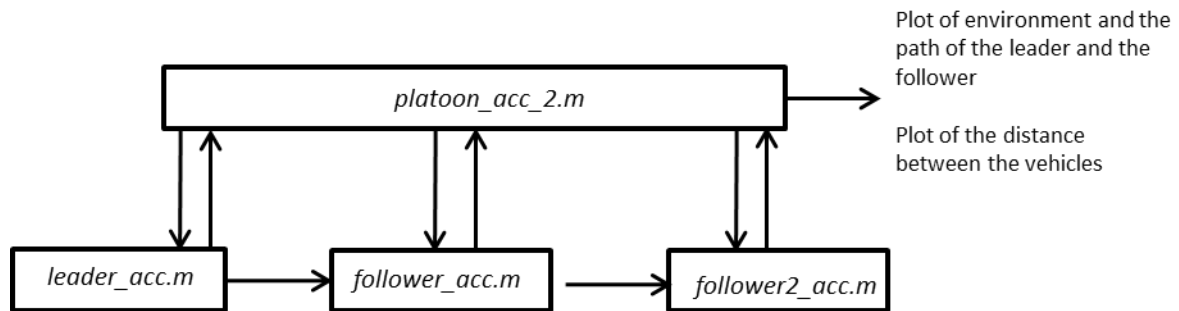 Plot of environment and the
path of the leader and the
follower
platoon_acc_2.m
Plot of the distance
between the vehicles
leader_acc.m
follower_acc.m
follower2_acc.m